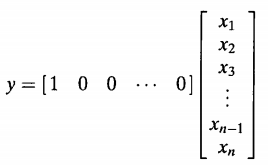 y = [1 0 0 ⋯ 0] [x₁ x₂ x₃ ⋮ xₙ₋₁ xₙ]